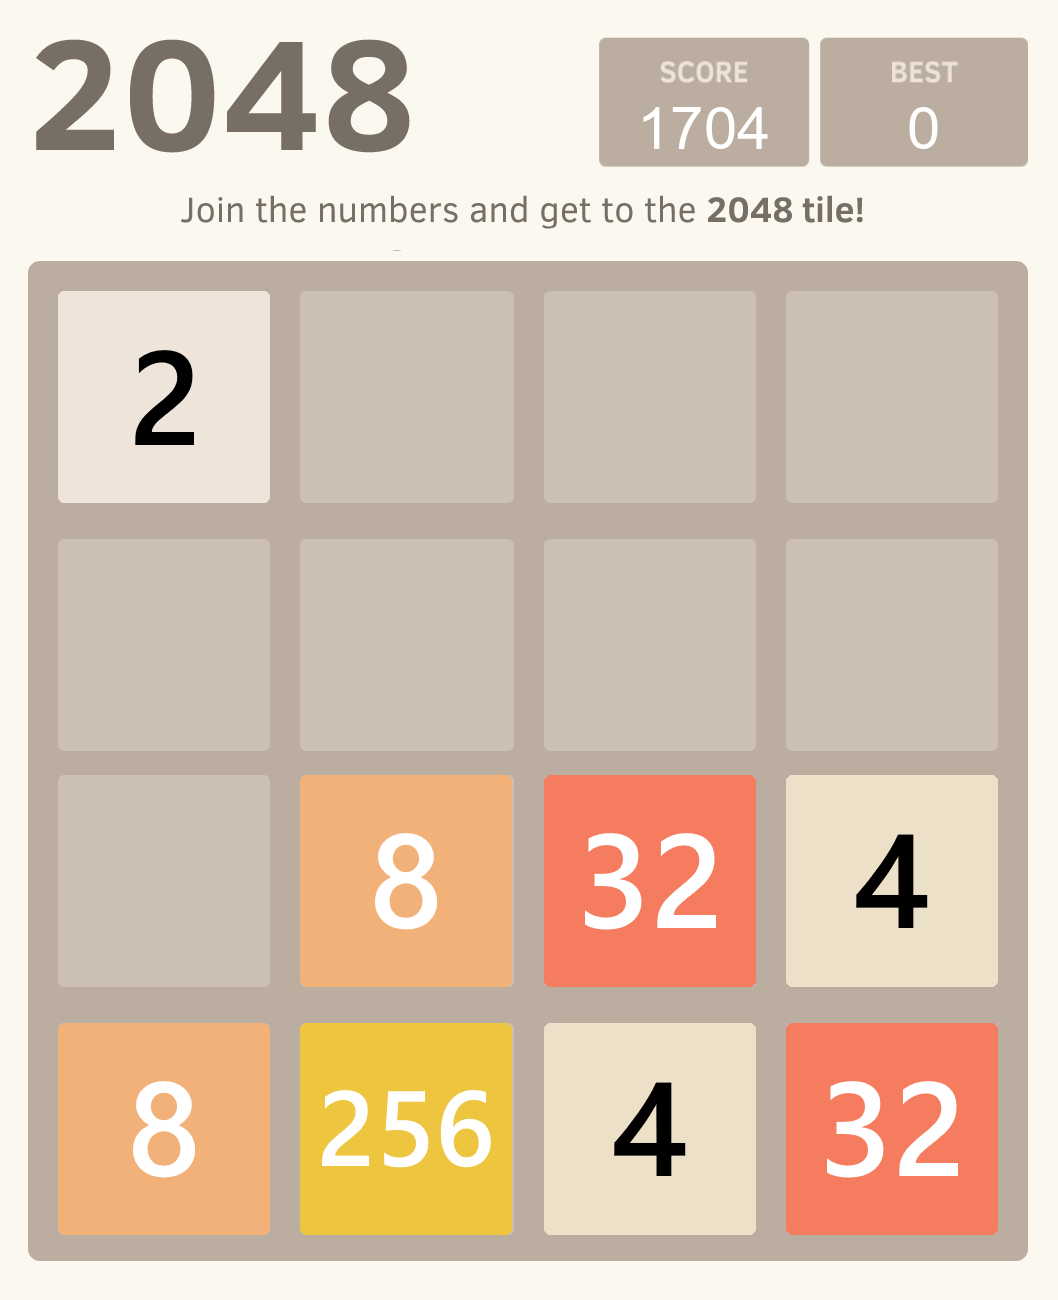 2048
SCORE BEST
1704 0
Join the numbers and get to the 2048 tile!
2
8 32 4
8 256 4 32